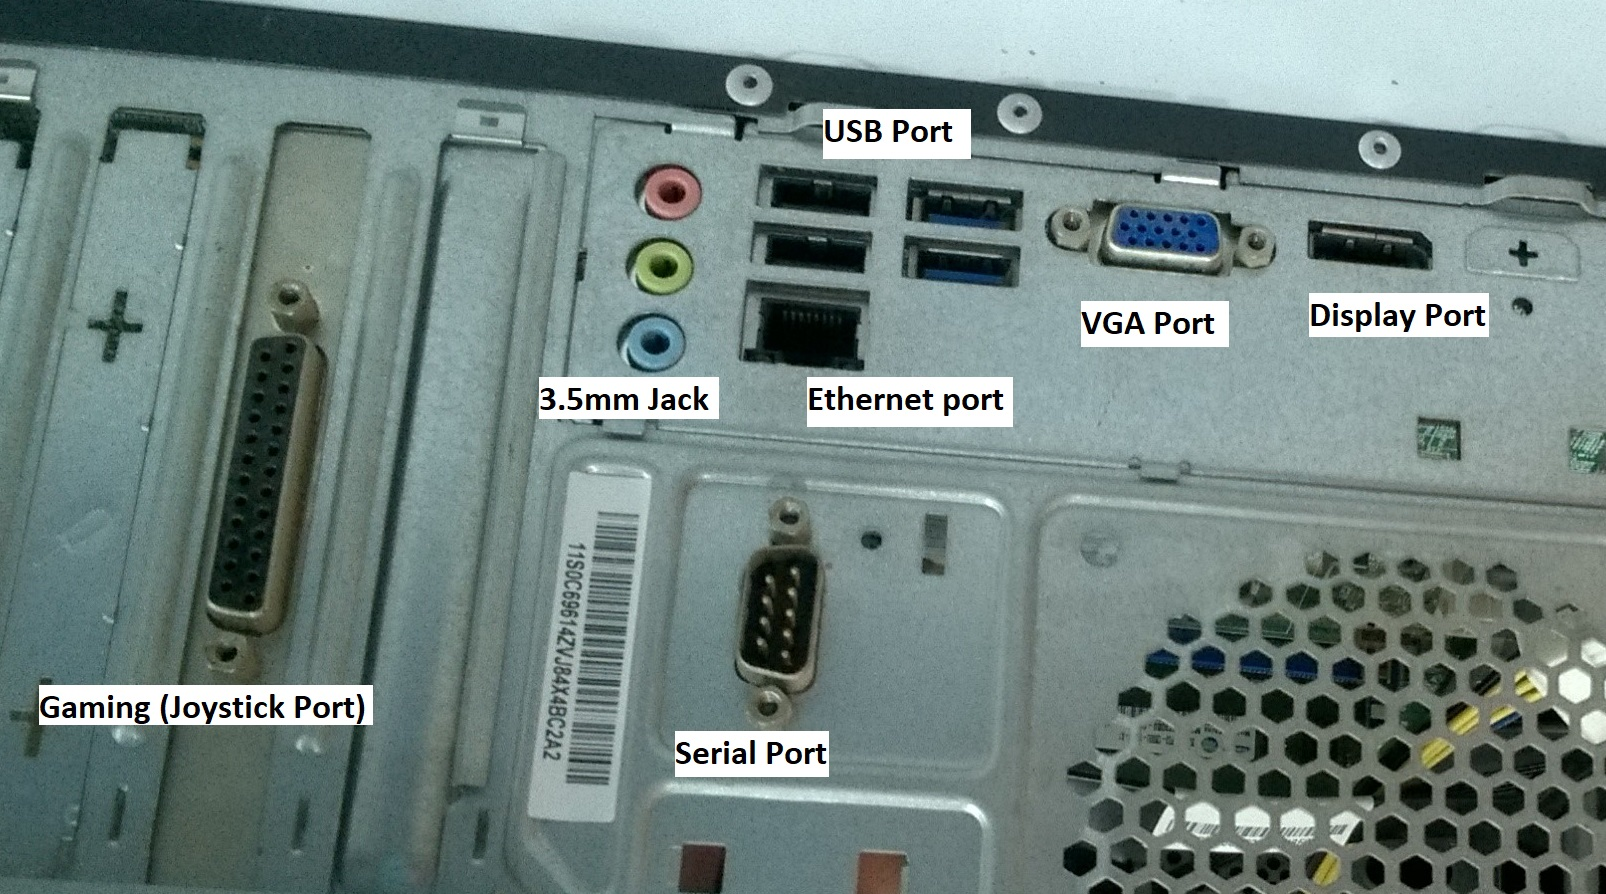 USB Port
VGA Port
Display Port
3.5mm Jack
Ethernet port
11S0C69614ZVJ84X4BC2A2
Gaming (Joystick Port)
Serial Port